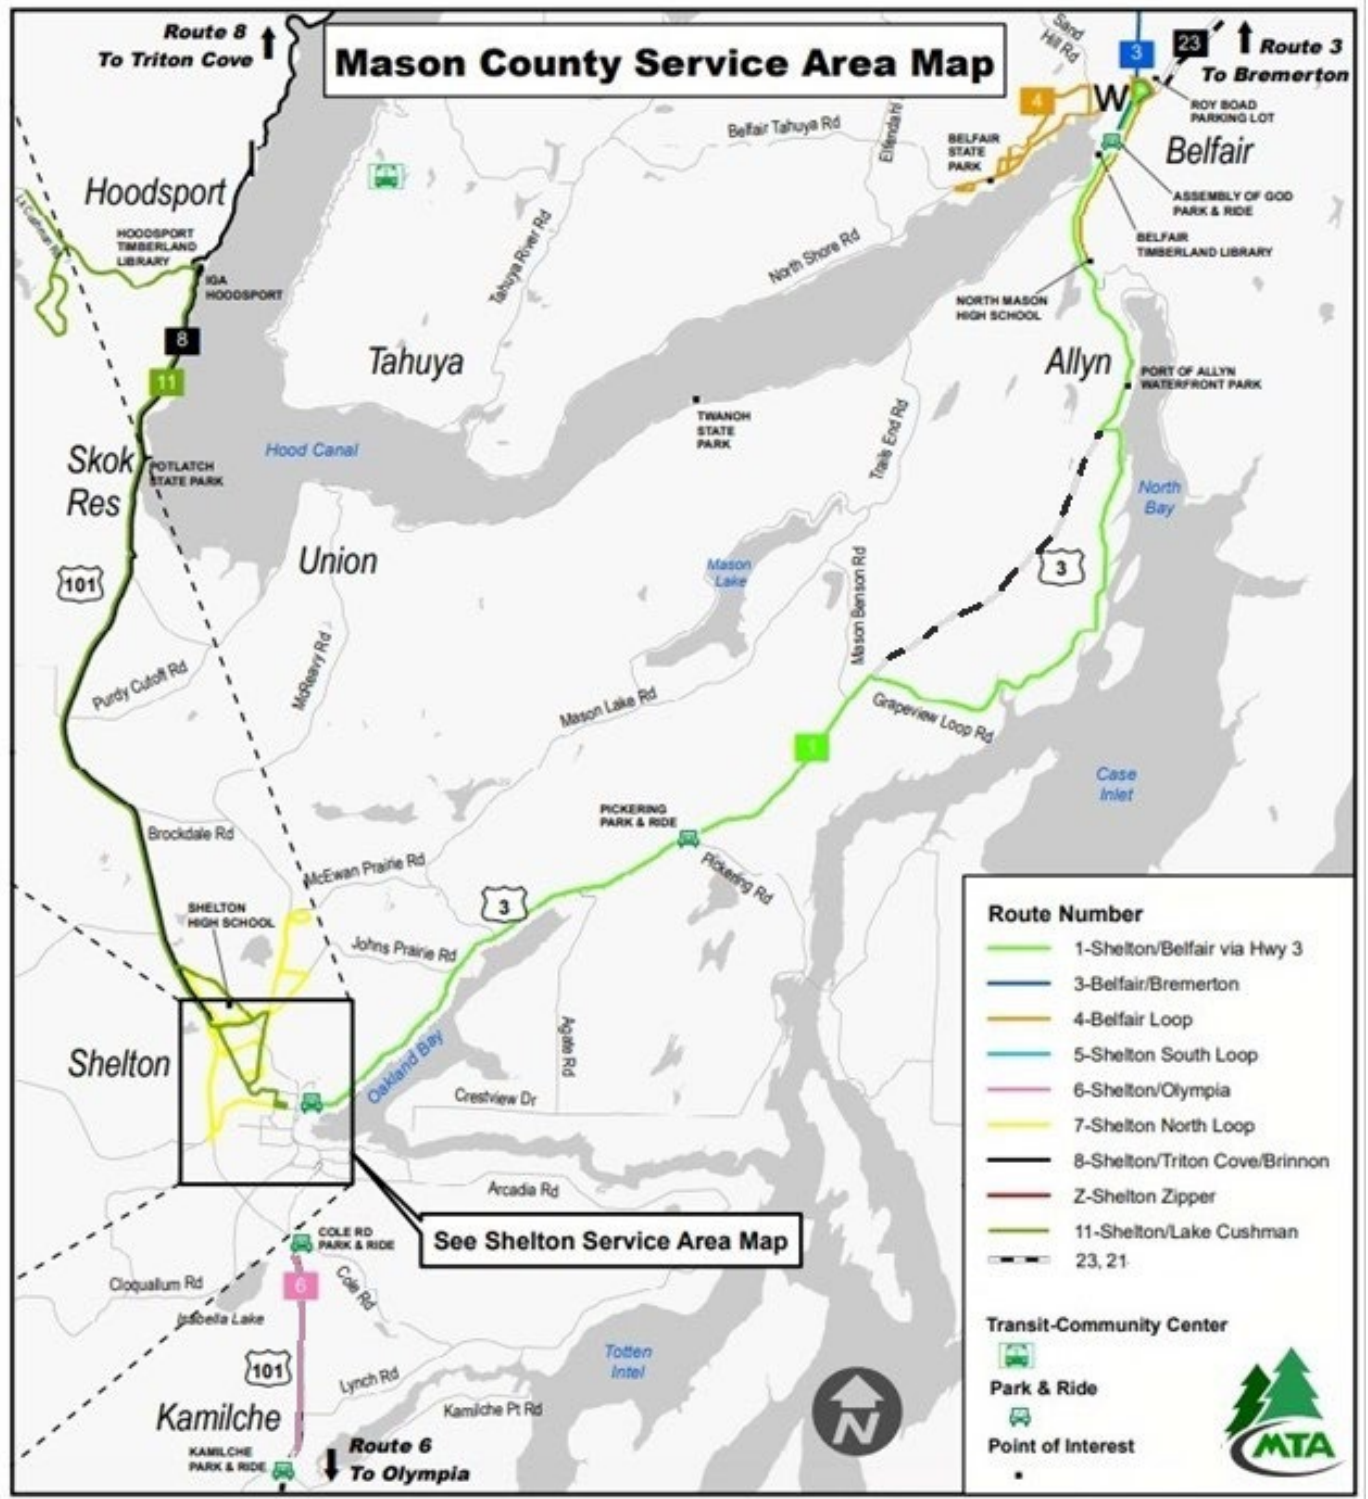 Route 8
To Triton Cove
Mason County Service Area Map
Sand
Hill Rd
3
23
Route 3
To Bremerton
4
W
ROY BOAD
PARKING LOT
Belfair Tahuya Rd
BELFAIR
STATE
PARK
Belfair
Hoodsport
ASSEMBLY OF GOD
PARK & RIDE
HOODSPORT
TIMBERLAND
LIBRARY
BELFAIR
TIMBERLAND LIBRARY
Tahuya River Rd
North Shore Rd
IGA
HOODSPORT
NORTH MASON
HIGH SCHOOL
8
11
Tahuya
Allyn
PORT OF ALLYN
WATERFRONT PARK
TWANOH
STATE
PARK
Trails End Rd
Hood Canal
Skok
Res
POTLATCH
STATE PARK
North
Bay
Union
101
Mason
Lake
3
Mason Benson Rd
Purdy Cutoff Rd
McReavy Rd
Mason Lake Rd
Grapeview Loop Rd
1
Case
Inlet
PICKERING
PARK & RIDE
Brockdale Rd
McEwan Prairie Rd
Pickering Rd
3
SHELTON
HIGH SCHOOL
Johns Prairie Rd
Shelton
Oakland Bay
Agate Rd
Crestview Dr
Arcadia Rd
COLE RD
PARK & RIDE
See Shelton Service Area Map
Cloquallum Rd
6
Cole Rd
Isabella Lake
101
Lynch Rd
Totten
Intel
Kamilche
Kamilche Pt Rd
KAMILCHE
PARK & RIDE
Route 6
To Olympia
N
Route Number
1-Shelton/Belfair via Hwy 3
3-Belfair/Bremerton
4-Belfair Loop
5-Shelton South Loop
6-Shelton/Olympia
7-Shelton North Loop
8-Shelton/Triton Cove/Brinnon
Z-Shelton Zipper
11-Shelton/Lake Cushman
23, 21
Transit-Community Center
Park & Ride
Point of Interest
MTA